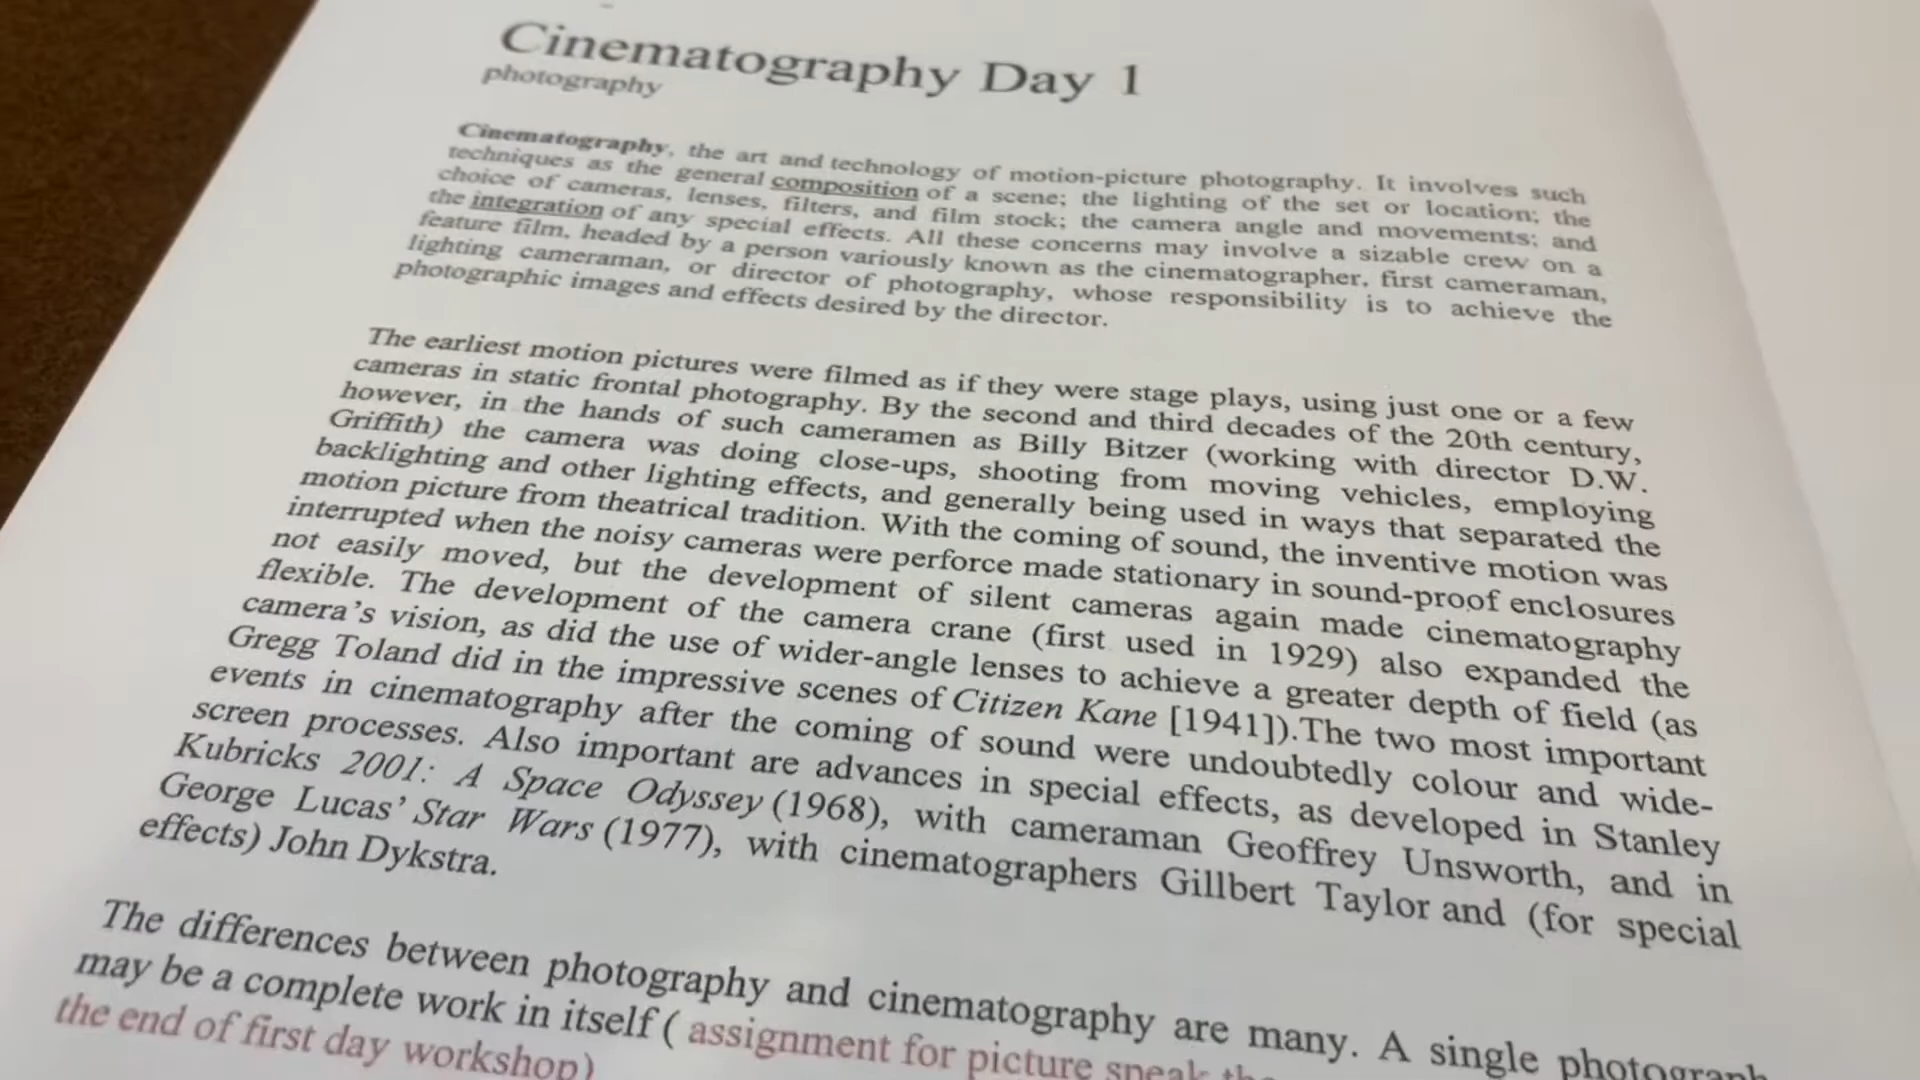 Cinematography Day 1
photography
Cinematography, the art and technology of motion-picture photography. It involves such
techniques as the general composition of a scene; the lighting of the set or location; the
choice of cameras, lenses, filters, and film stock; the camera angle and movements; and
the integration of any special effects. All these concerns may involve a sizable crew on a
feature film, headed by a person variously known as the cinematographer, first cameraman,
lighting cameraman, or director of photography, whose responsibility is to achieve the
photographic images and effects desired by the director.
The earliest motion pictures were filmed as if they were stage plays, using just one or a few
cameras in static frontal photography. By the second and third decades of the 20th century,
however, in the hands of such cameramen as Billy Bitzer (working with director D.W.
Griffith) the camera was doing close-ups, shooting from moving vehicles, employing
backlighting and other lighting effects, and generally being used in ways that separated the
motion picture from theatrical tradition. With the coming of sound, the inventive motion was
interrupted when the noisy cameras were perforce made stationary in sound-proof enclosures
not easily moved, but the development of silent cameras again made cinematography
flexible. The development of the camera crane (first used in 1929) also expanded the
camera's vision, as did the use of wider-angle lenses to achieve a greater depth of field (as
Gregg Toland did in the impressive scenes of Citizen Kane [1941]).The two most important
events in cinematography after the coming of sound were undoubtedly colour and wide-
screen processes. Also important are advances in special effects, as developed in Stanley
Kubricks 2001: A Space Odyssey (1968), with cameraman Geoffrey Unsworth, and in
George Lucas' Star Wars (1977), with cinematographers Gillbert Taylor and (for special
effects) John Dykstra.
The differences between photography and cinematography are many. A single photograph
may be a complete work in itself ( assignment for picture speak
the end of first day workshop)